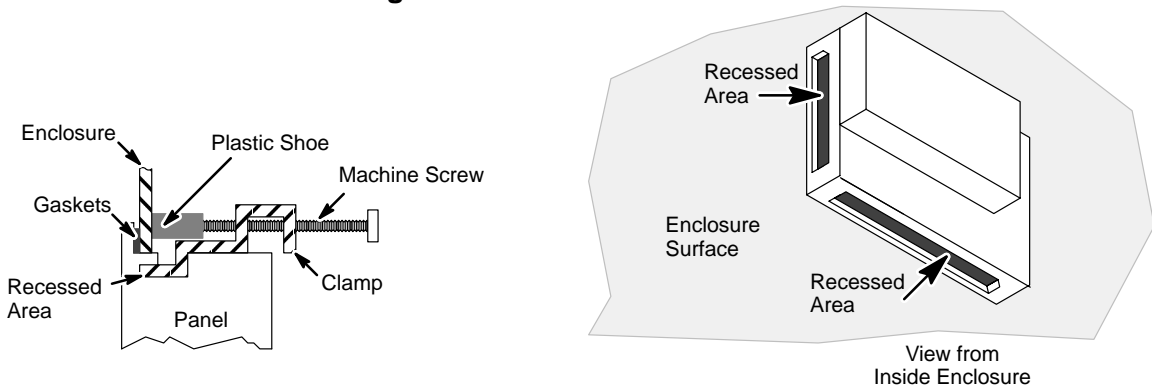 Enclosure
Plastic Shoe
Machine Screw
Gaskets
Clamp
Recessed
Area
Panel
Recessed
Area
Enclosure
Surface
Recessed
Area
View from
Inside Enclosure